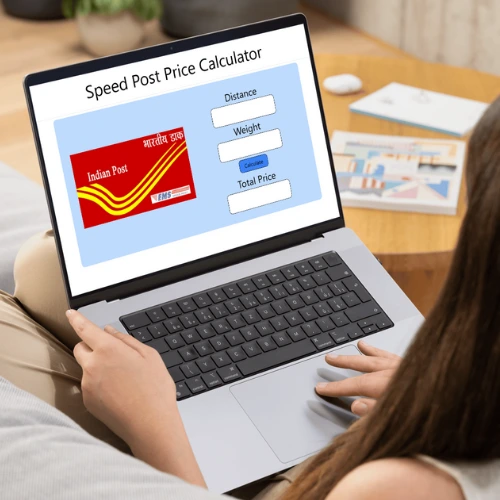 Speed Post Price Calculator
भारतीय डाक
Indian Post
EMS
Distance
Weight
Calculate
Total Price